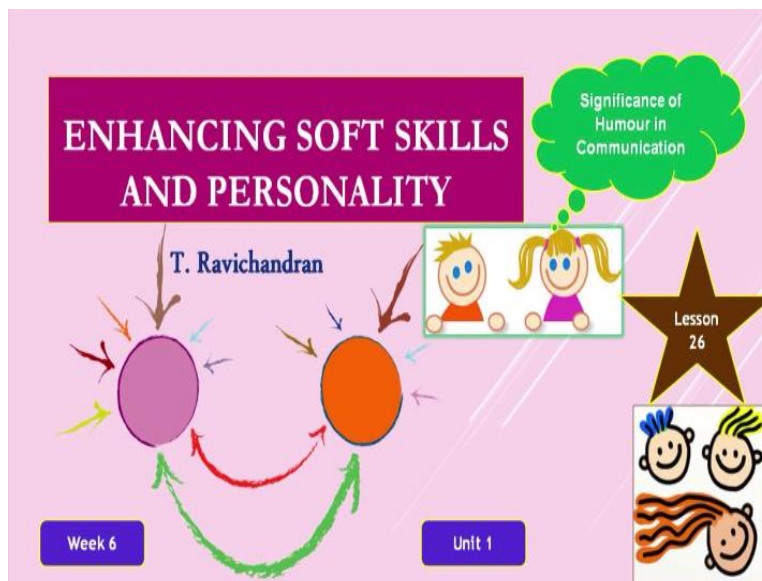 ENHANCING SOFT SKILLS
AND PERSONALITY
Significance of
Humour in
Communication
T. Ravichandran
Lesson
26
Week 6
Unit 1